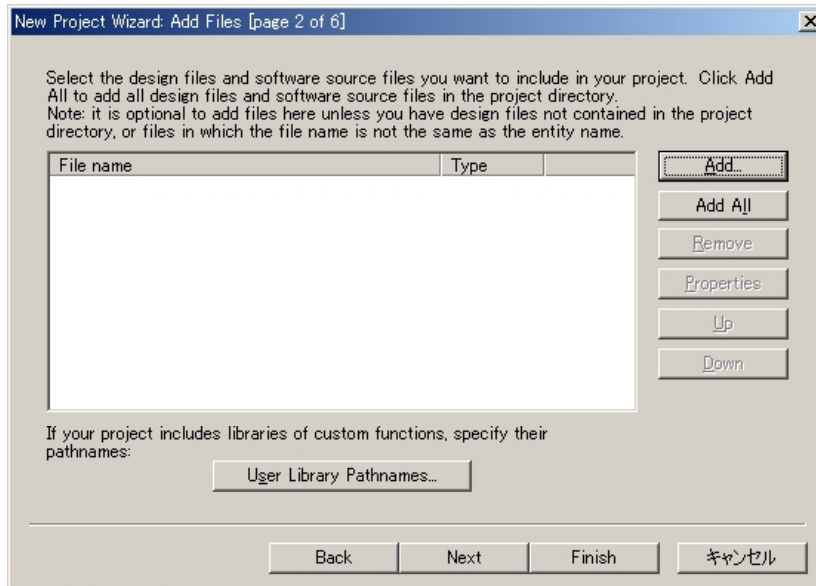 New Project Wizard: Add Files [page 2 of 6]
Select the design files and software source files you want to include in your project. Click Add
All to add all design files and software source files in the project directory.
Note: it is optional to add files here unless you have design files not contained in the project
directory, or files in which the file name is not the same as the entity name.
File name Type
Add...
Add All
Remove
Properties
Up
Down
If your project includes libraries of custom functions, specify their
pathnames:
User Library Pathnames...
Back Next Finish キャンセル